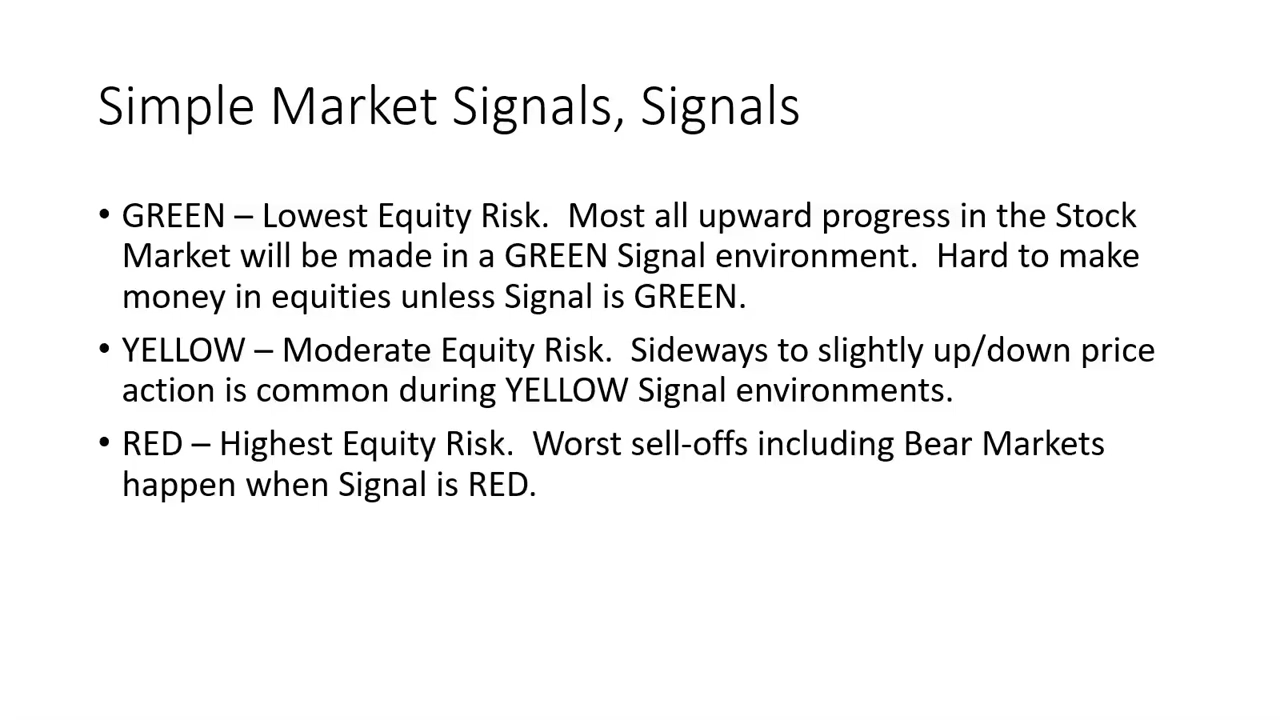 Simple Market Signals, Signals
• GREEN – Lowest Equity Risk.  Most all upward progress in the Stock
Market will be made in a GREEN Signal environment.  Hard to make
money in equities unless Signal is GREEN.
• YELLOW – Moderate Equity Risk.  Sideways to slightly up/down price
action is common during YELLOW Signal environments.
• RED – Highest Equity Risk.  Worst sell-offs including Bear Markets
happen when Signal is RED.